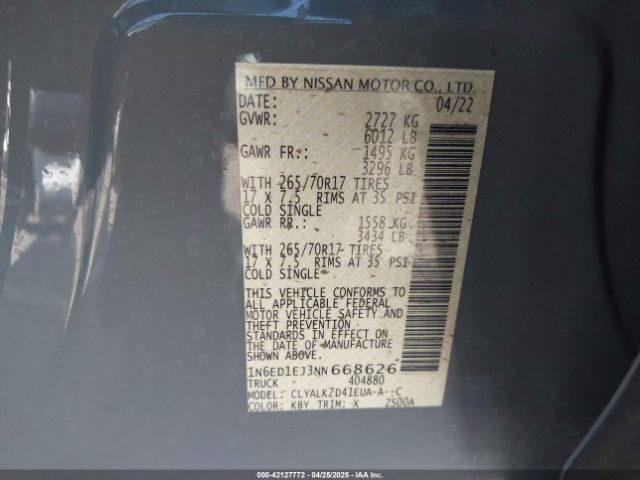 MFD BY NISSAN MOTOR CO., LTD.
DATE: 04/22
GVWR: 2727 KG
6012 LB
GAWR FR.: 1495 KG
3296 LB
WITH 265/70R17 TIRES
17 X 7.5 RIMS AT 35 PSI
COLD SINGLE
GAWR RR.: 1558 KG
3434 LB
WITH 265/70R17 TIRES
17 X 7.5 RIMS AT 35 PSI
COLD SINGLE
THIS VEHICLE CONFORMS TO
ALL APPLICABLE FEDERAL
MOTOR VEHICLE SAFETY AND
THEFT PREVENTION
STANDARDS IN EFFECT ON
THE DATE OF MANUFACTURE
SHOWN ABOVE.
1N6ED1EJ3NN668626
TRUCK 404880
MODEL: CLYALKZD41EUA-A--C
COLOR: KBY TRIM: X ZS00A
000-42127772 - 04/25/2025 - IAA Inc.